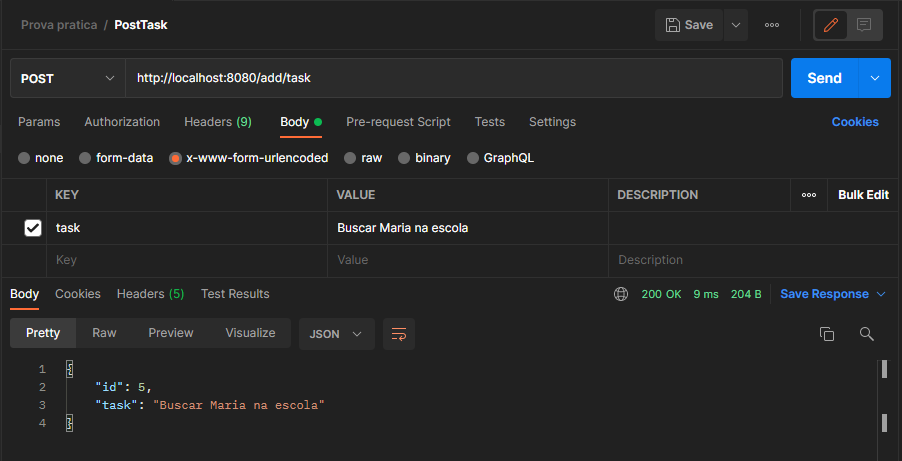 Prova pratica / PostTask Save
POST http://localhost:8080/add/task Send
Params Authorization Headers (9) Body Pre-request Script Tests Settings Cookies
none form-data x-www-form-urlencoded raw binary GraphQL
KEY VALUE DESCRIPTION Bulk Edit
task Buscar Maria na escola
Key Value Description
Body Cookies Headers (5) Test Results 200 OK 9 ms 204 B Save Response
Pretty Raw Preview Visualize JSON
1 {
2 "id": 5,
3 "task": "Buscar Maria na escola"
4 }